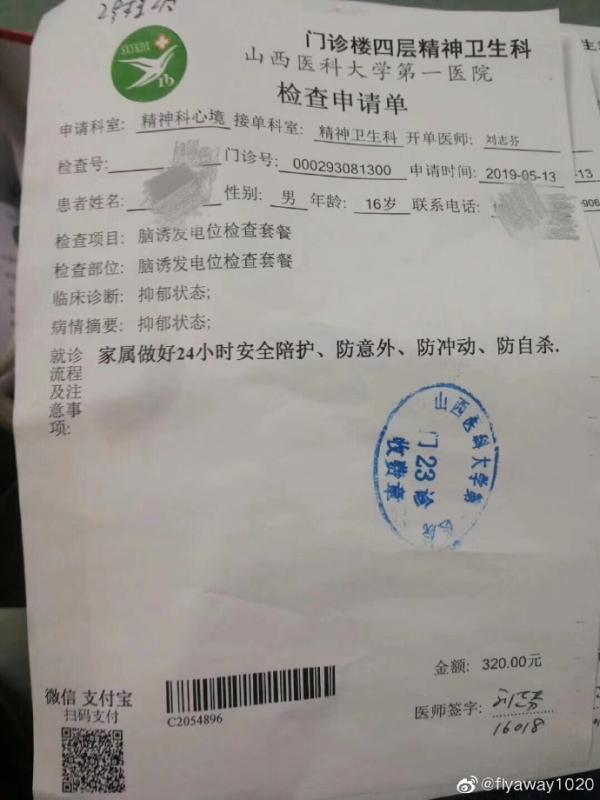 SXYKDY
1b
门诊楼四层精神卫生科
山西医科大学第一医院
检查申请单
申请科室: 精神科心境 接单科室: 精神卫生科 开单医师: 刘志芬
检查号: 门诊号: 000293081300 申请时间: 2019-05-13
-13
患者姓名: 性别: 男 年龄: 16岁 联系电话:
906
检查项目: 脑诱发电位检查套餐
检查部位: 脑诱发电位检查套餐
临床诊断: 抑郁状态;
病情摘要: 抑郁状态;
就诊流程及注意事项: 家属做好24小时安全陪护、防意外、防冲动、防自杀.
山西医科大学第
门23诊
收费章
金额: 320.00元
微信 支付宝
扫码支付
C2054896
医师签字:
16018
@flyaway1020